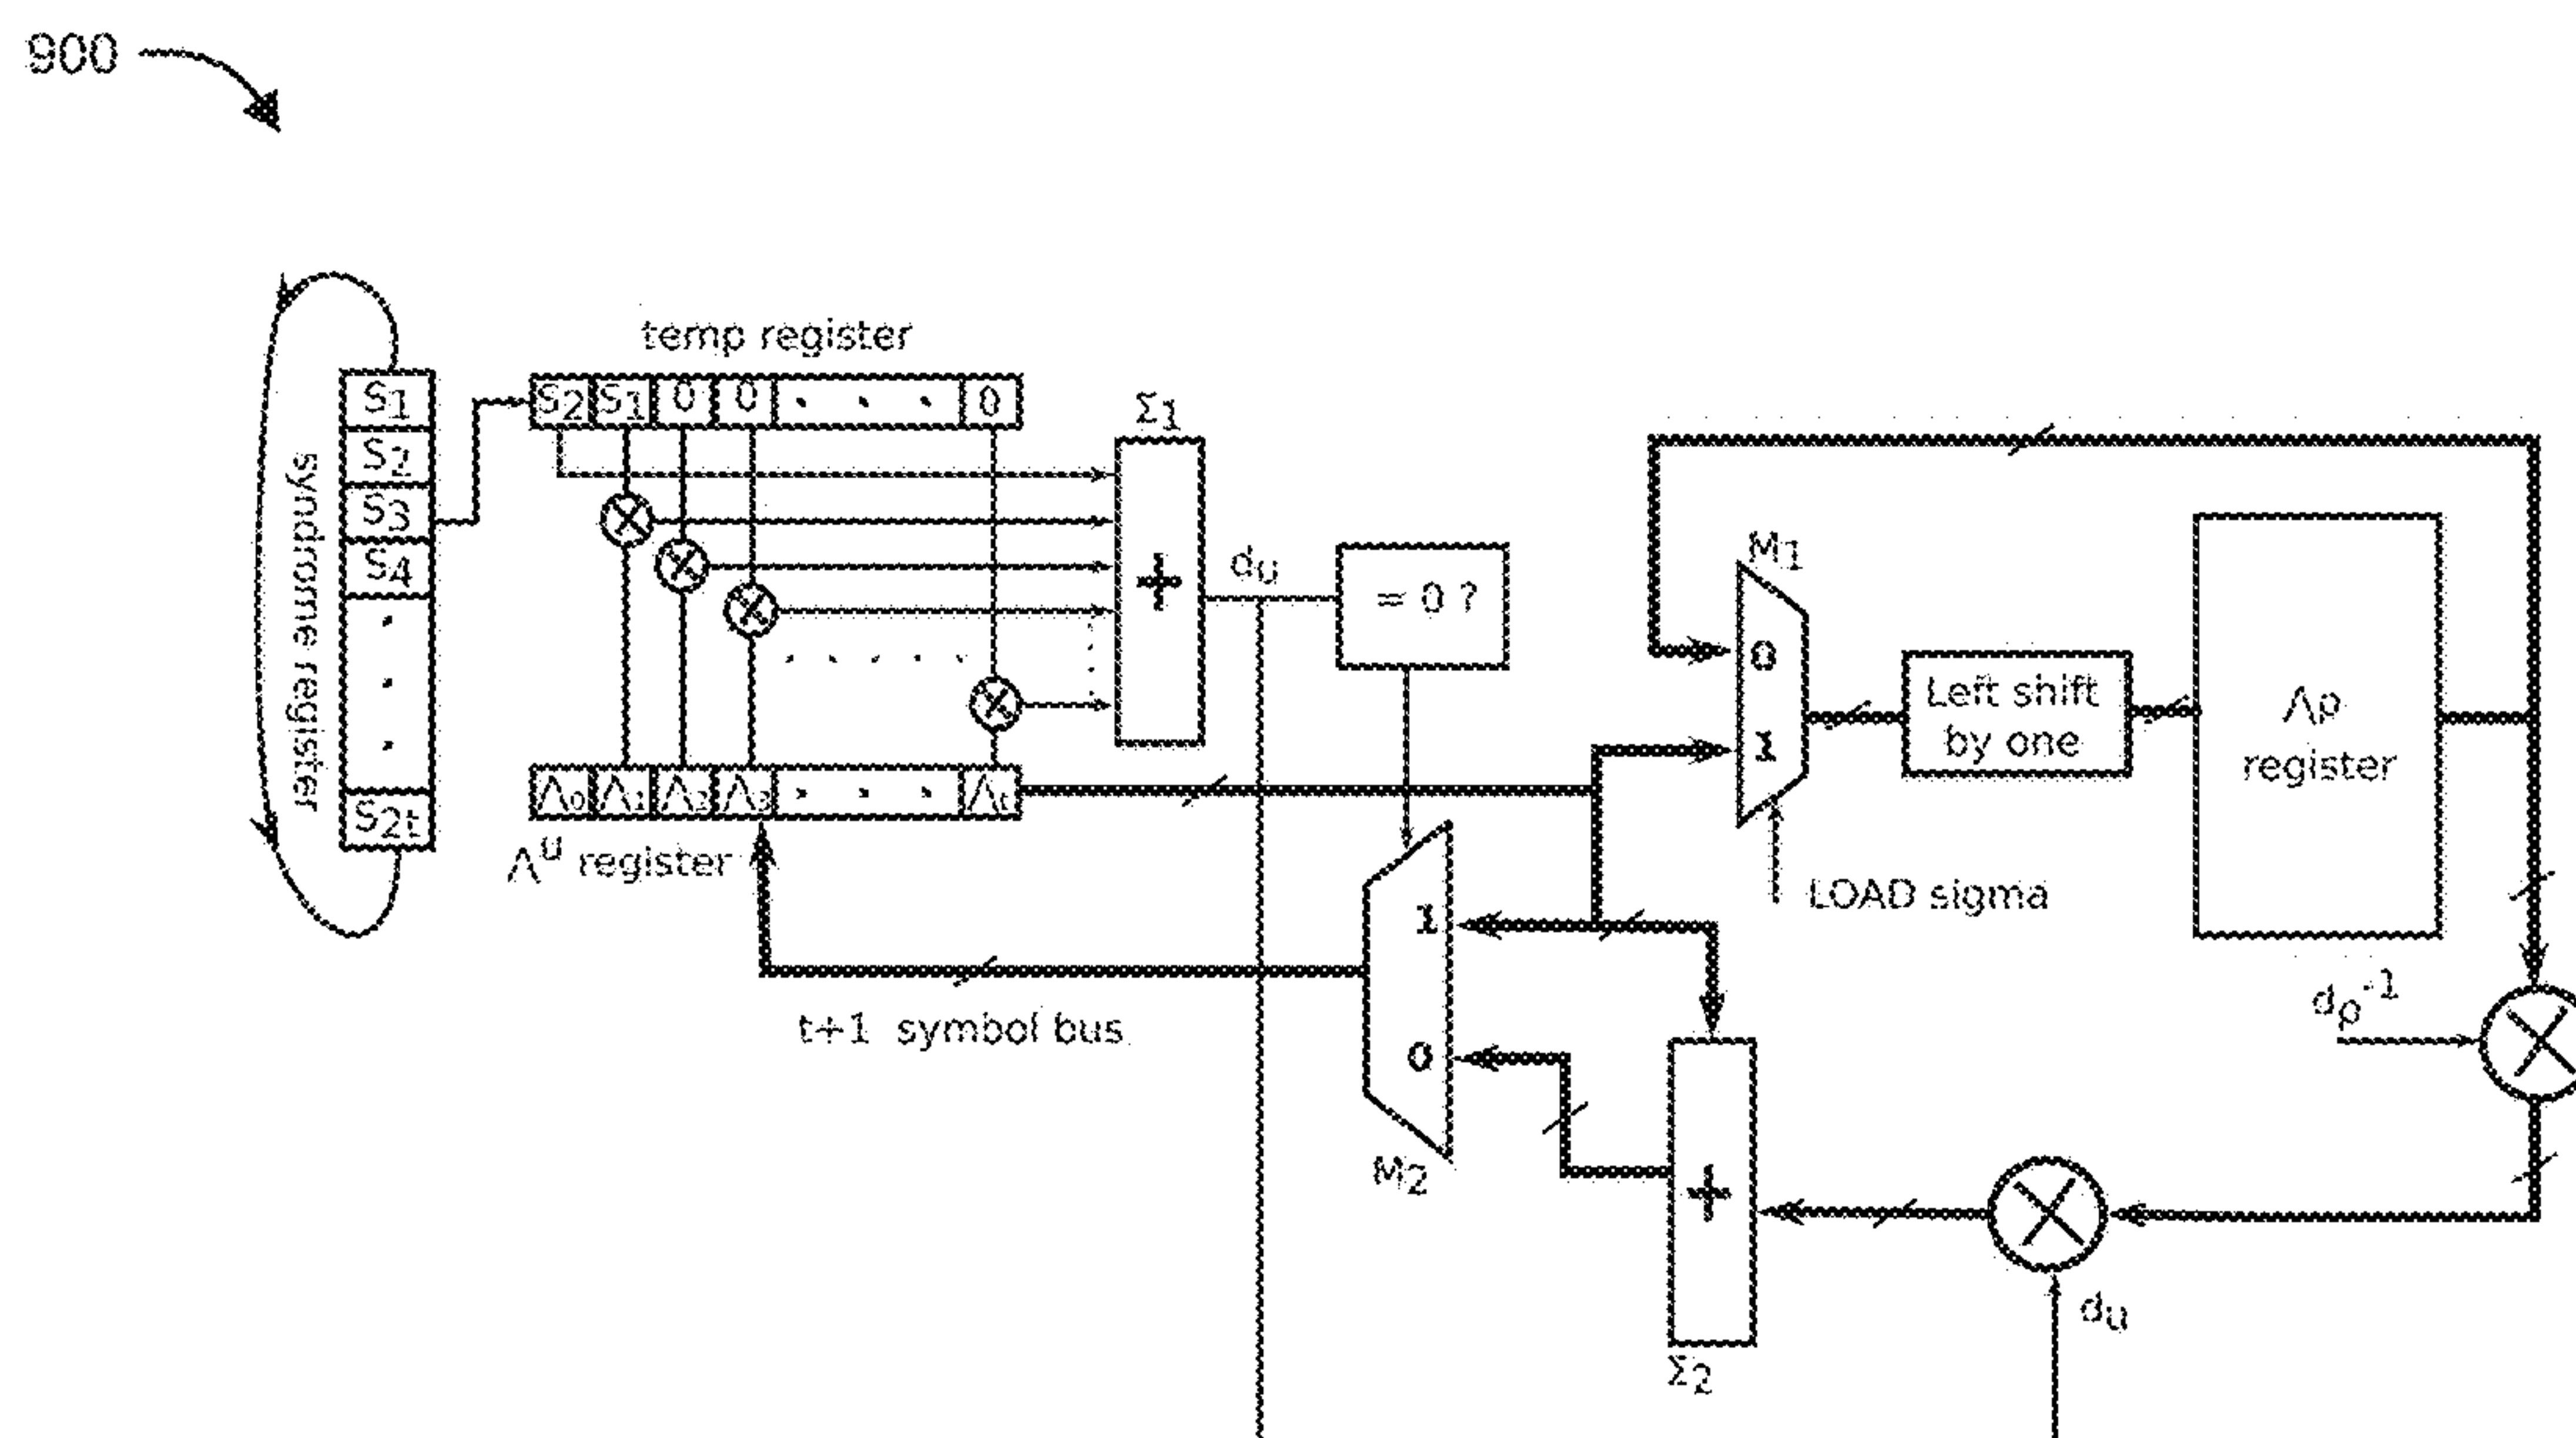 900
syndrome register
S1
S2
S3
S4
S2t
temp register
S2 S1 0 0 . . . 0
Σ1
+
du
= 0 ?
Λ0 Λ1 Λ2 Λ3 . . . Λt
Λu register
t+1 symbol bus
M1
0
1
LOAD sigma
Left shift
by one
Λρ
register
dρ-1
1
0
M2
+
Σ2
du